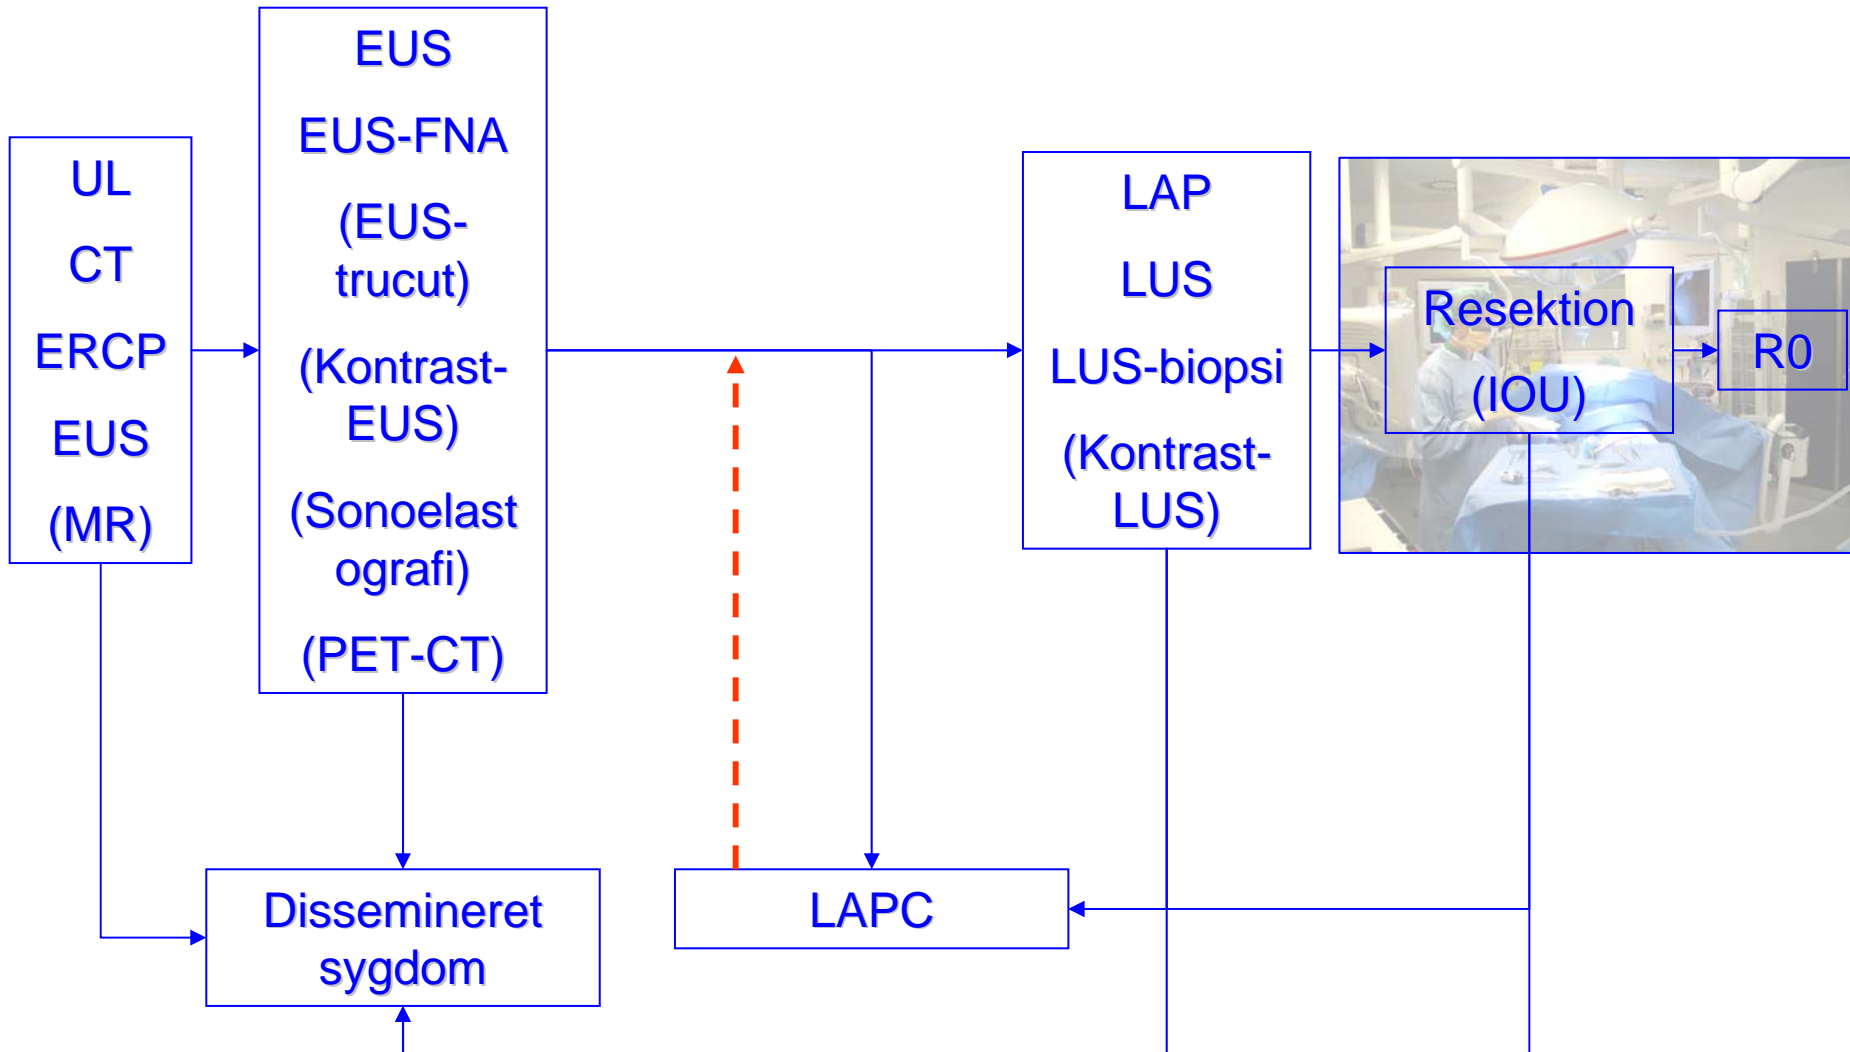 UL
CT
ERCP
EUS
(MR)
EUS
EUS-FNA
(EUS-
trucut)
(Kontrast-
EUS)
(Sonoelast
ografi)
(PET-CT)
LAP
LUS
LUS-biopsi
(Kontrast-
LUS)
Resektion
(IOU)
R0
Dissemineret
sygdom
LAPC